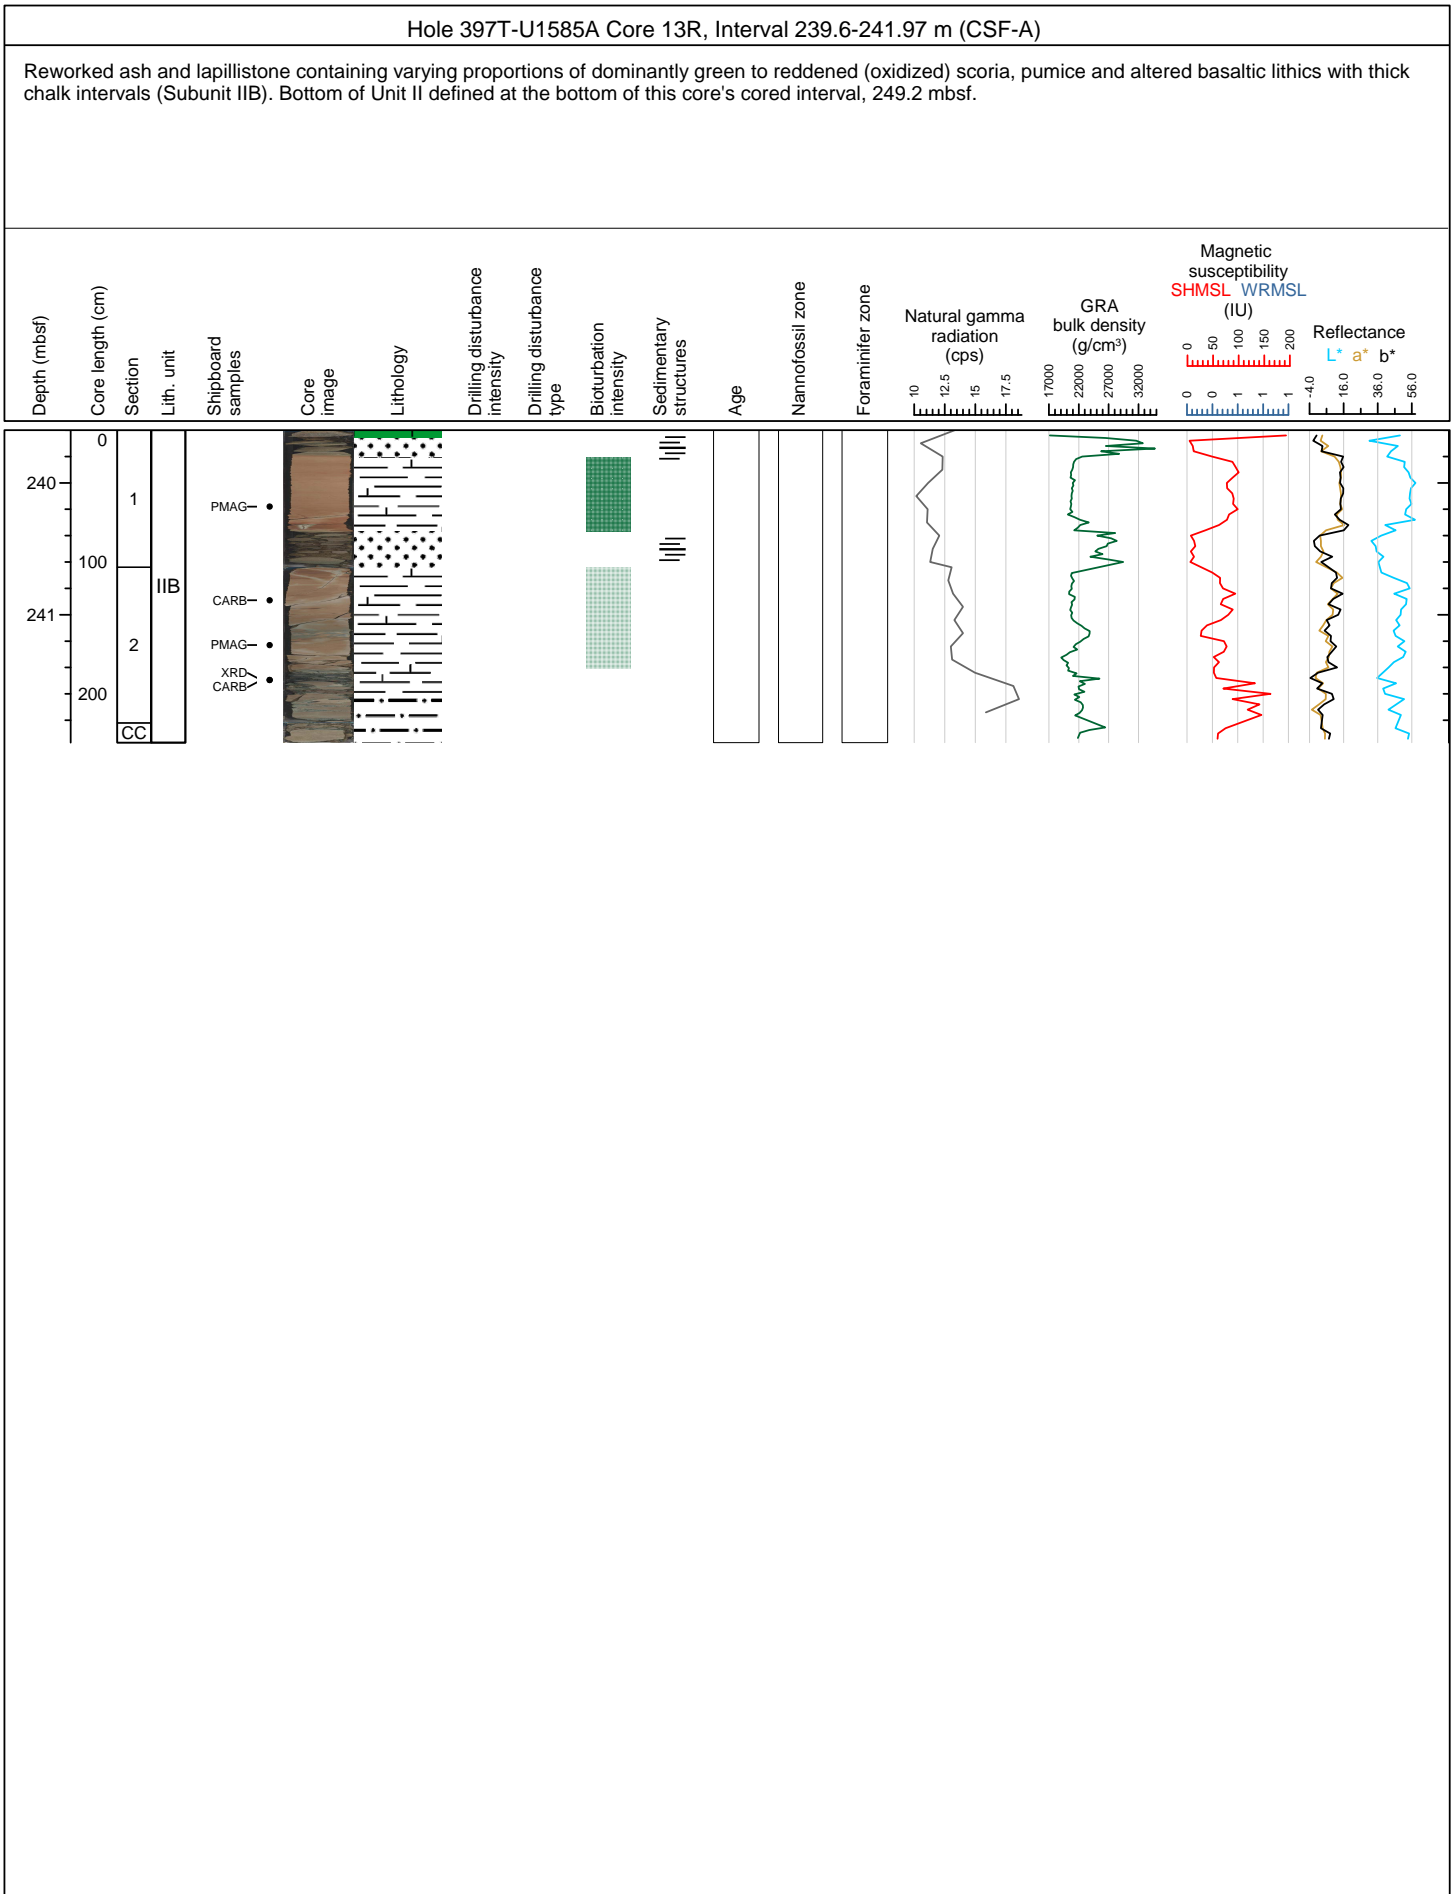 Hole 397T-U1585A Core 13R, Interval 239.6-241.97 m (CSF-A)
Reworked ash and lapillistone containing varying proportions of dominantly green to reddened (oxidized) scoria, pumice and altered basaltic lithics with thick
chalk intervals (Subunit IIB). Bottom of Unit II defined at the bottom of this core's cored interval, 249.2 mbsf.
Depth (mbsf)
Core length (cm)
Section
Lith. unit
Shipboard
samples
Core
image
Lithology
Drilling disturbance
intensity
Drilling disturbance
type
Bioturbation
intensity
Sedimentary
structures
Age
Nannofossil zone
Foraminifer zone
Natural gamma
radiation
(cps)
10 12.5 15 17.5
GRA
bulk density
(g/cm³)
17000 22000 27000 32000
Magnetic
susceptibility
SHMSL WRMSL
(IU)
0 50 100 150 200
0 0 1 1 1
Reflectance
L* a* b*
-4.0 16.0 36.0 56.0
0
240
1
PMAG
100
IIB
CARB
241
2
PMAG
XRD
CARB
200
CC